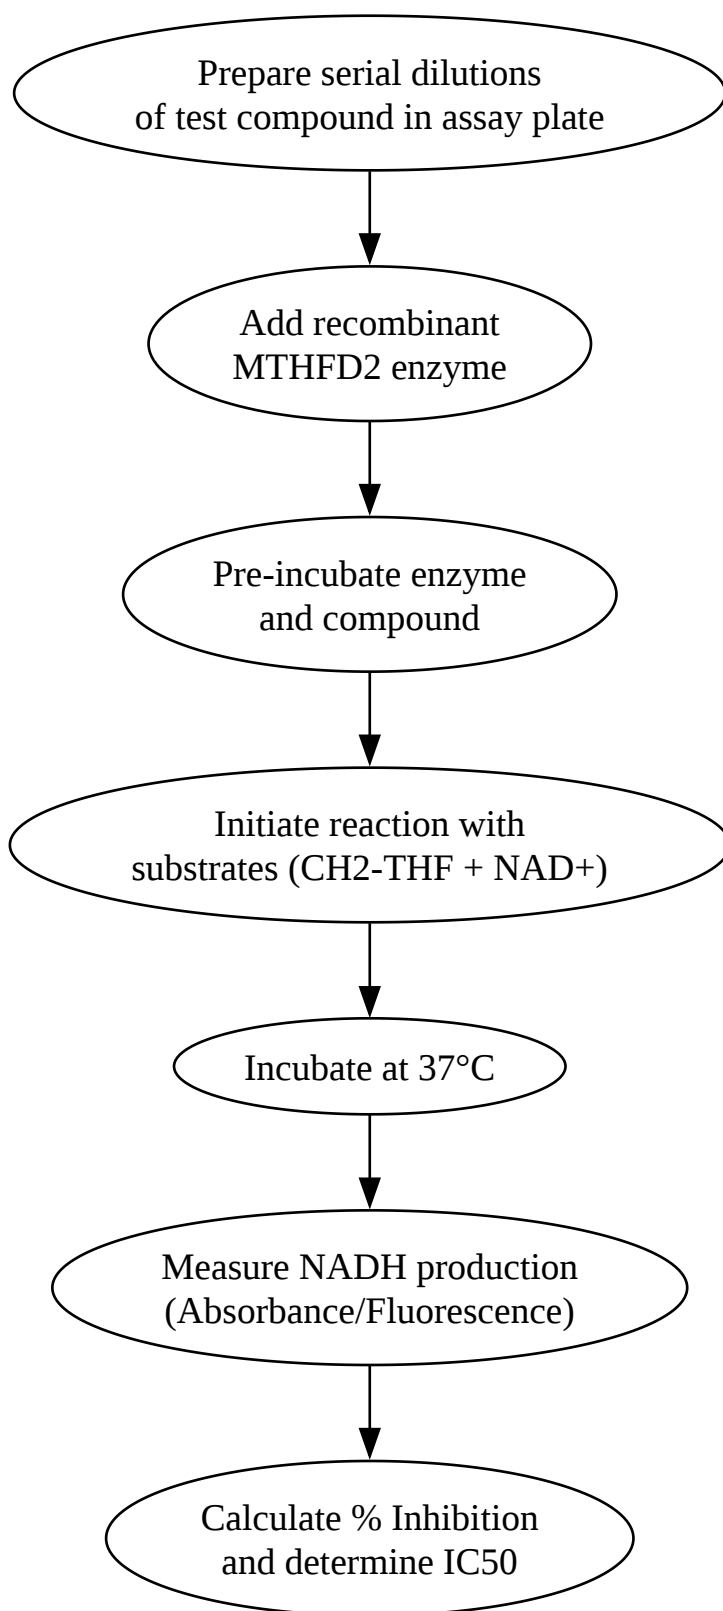 Prepare serial dilutions
of test compound in assay plate
Add recombinant
MTHFD2 enzyme
Pre-incubate enzyme
and compound
Initiate reaction with
substrates (CH2-THF + NAD+)
Incubate at 37°C
Measure NADH production
(Absorbance/Fluorescence)
Calculate % Inhibition
and determine IC50